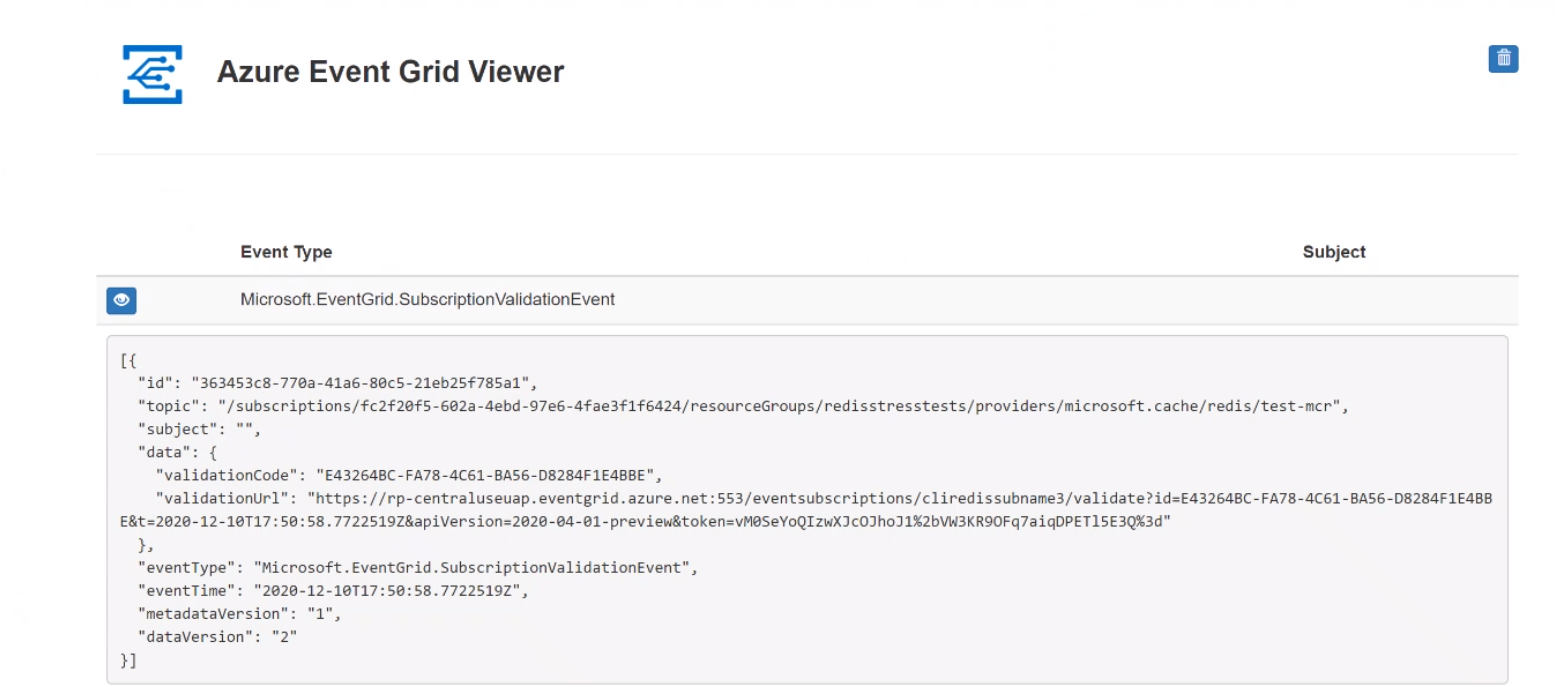 Azure Event Grid Viewer
Event Type Subject
Microsoft.EventGrid.SubscriptionValidationEvent
[{
"id": "363453c8-770a-41a6-80c5-21eb25f785a1",
"topic": "/subscriptions/fc2f20f5-602a-4ebd-97e6-4fae3f1f6424/resourceGroups/redisstresstests/providers/microsoft.cache/redis/test-mcr",
"subject": "",
"data": {
"validationCode": "E43264BC-FA78-4C61-BA56-D8284F1E4BBE",
"validationUrl": "https://rp-centraluseuap.eventgrid.azure.net:553/eventsubscriptions/cliredissubname3/validate?id=E43264BC-FA78-4C61-BA56-D8284F1E4BB
E&t=2020-12-10T17:50:58.7722519Z&apiVersion=2020-04-01-preview&token=vM0SeYoQIzwXJcOJhoJ1%2bVW3KR9OFq7aiqDPETl5E3Q%3d"
},
"eventType": "Microsoft.EventGrid.SubscriptionValidationEvent",
"eventTime": "2020-12-10T17:50:58.7722519Z",
"metadataVersion": "1",
"dataVersion": "2"
}]